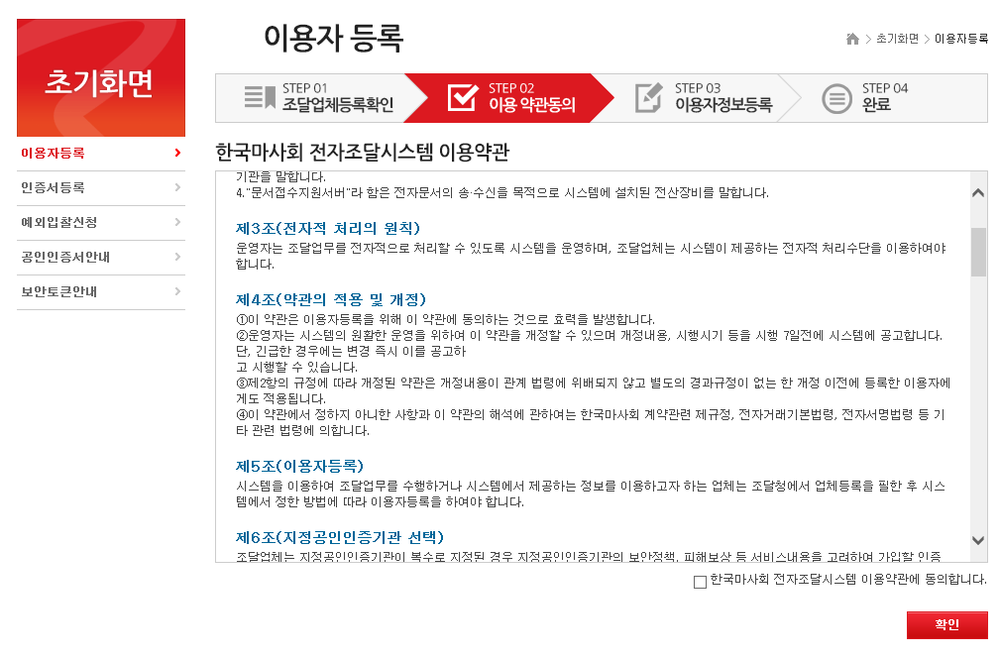 초기화면
이용자등록
인증서등록
예외입찰신청
공인인증서안내
보안토큰안내
이용자 등록
초기화면 > 이용자등록
STEP 01
조달업체등록확인
STEP 02
이용 약관동의
STEP 03
이용자정보등록
STEP 04
완료
한국마사회 전자조달시스템 이용약관
기관을 말합니다.
4."문서접수지원서버"라 함은 전자문서의 송·수신을 목적으로 시스템에 설치된 전산장비를 말합니다.
제3조(전자적 처리의 원칙)
운영자는 조달업무를 전자적으로 처리할 수 있도록 시스템을 운영하며, 조달업체는 시스템이 제공하는 전자적 처리수단을 이용하여야
합니다.
제4조(약관의 적용 및 개정)
①이 약관은 이용자등록을 위해 이 약관에 동의하는 것으로 효력을 발생합니다.
②운영자는 시스템의 원활한 운영을 위하여 이 약관을 개정할 수 있으며 개정내용, 시행시기 등을 시행 7일전에 시스템에 공고합니다.
단, 긴급한 경우에는 변경 즉시 이를 공고하
고 시행할 수 있습니다.
③제2항의 규정에 따라 개정된 약관은 개정내용이 관계 법령에 위배되지 않고 별도의 경과규정이 없는 한 개정 이전에 등록한 이용자에
게도 적용됩니다.
④이 약관에서 정하지 아니한 사항과 이 약관의 해석에 관하여는 한국마사회 계약관련 제규정, 전자거래기본법령, 전자서명법령 등 기
타 관련 법령에 의합니다.
제5조(이용자등록)
시스템을 이용하여 조달업무를 수행하거나 시스템에서 제공하는 정보를 이용하고자 하는 업체는 조달청에서 업체등록을 필한 후 시스
템에서 정한 방법에 따라 이용자등록을 하여야 합니다.
제6조(지정공인인증기관 선택)
조달업체는 지정공인인증기관이 복수로 지정된 경우 지정공인인증기관의 보안정책, 피해보상 등 서비스내용을 고려하여 가입할 인증
한국마사회 전자조달시스템 이용약관에 동의합니다.
확인